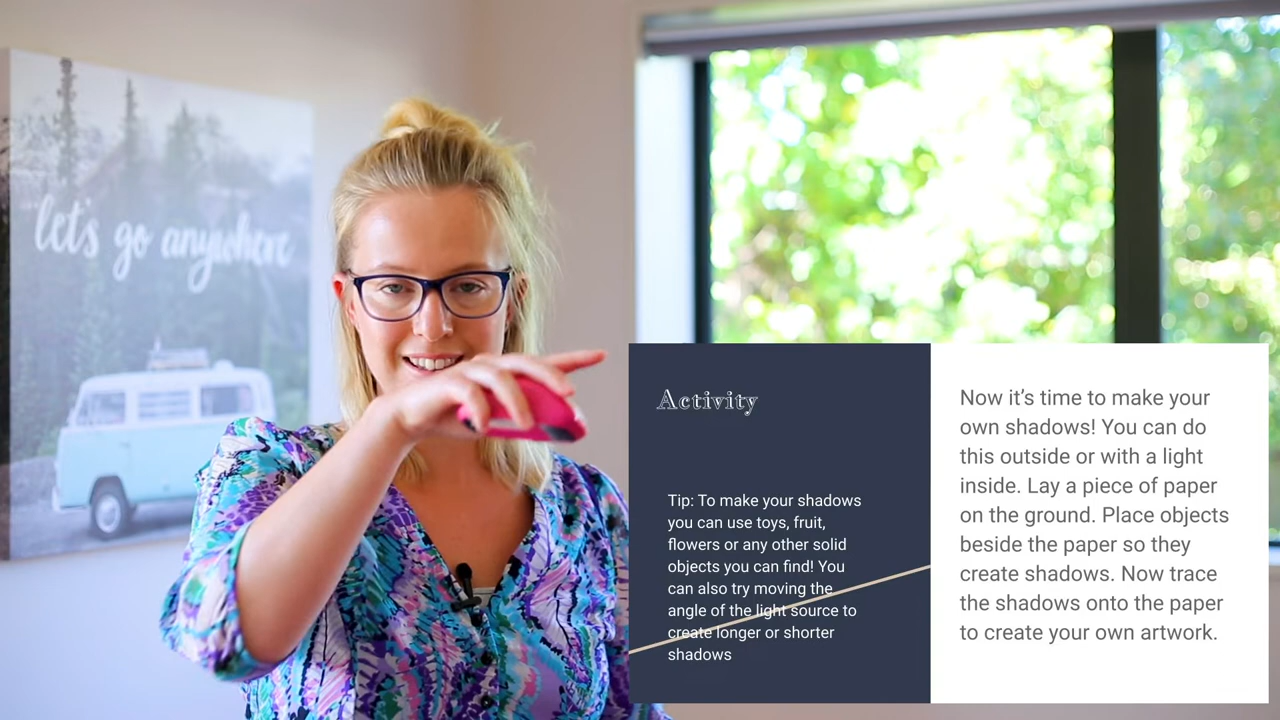 let's go anywhere
Activity
Tip: To make your shadows
you can use toys, fruit,
flowers or any other solid
objects you can find! You
can also try moving the
angle of the light source to
create longer or shorter
shadows
Now it’s time to make your
own shadows! You can do
this outside or with a light
inside. Lay a piece of paper
on the ground. Place objects
beside the paper so they
create shadows. Now trace
the shadows onto the paper
to create your own artwork.